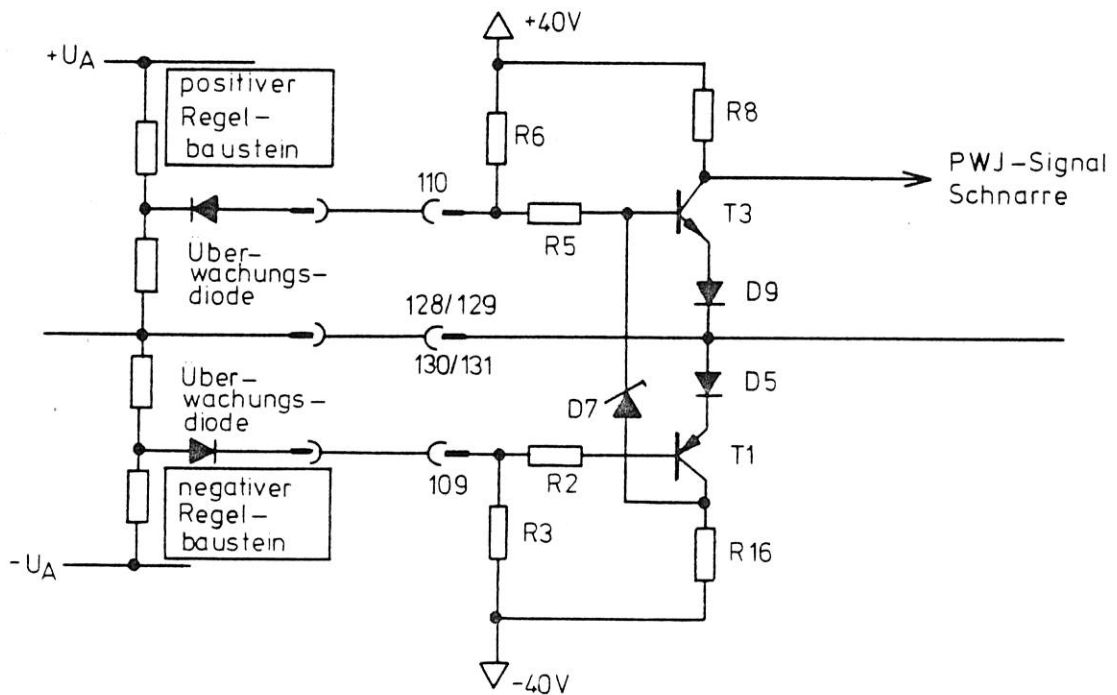 +40V
+UA
positiver
Regel-
baustein
R6
R8
110
PWJ-Signal
Schnarre
R5
T3
Über-
wachungs-
diode
D9
128/129
130/131
D5
Über-
wachungs-
diode
D7
T1
109
R2
negativer
Regel-
baustein
R3
R16
-UA
-40V